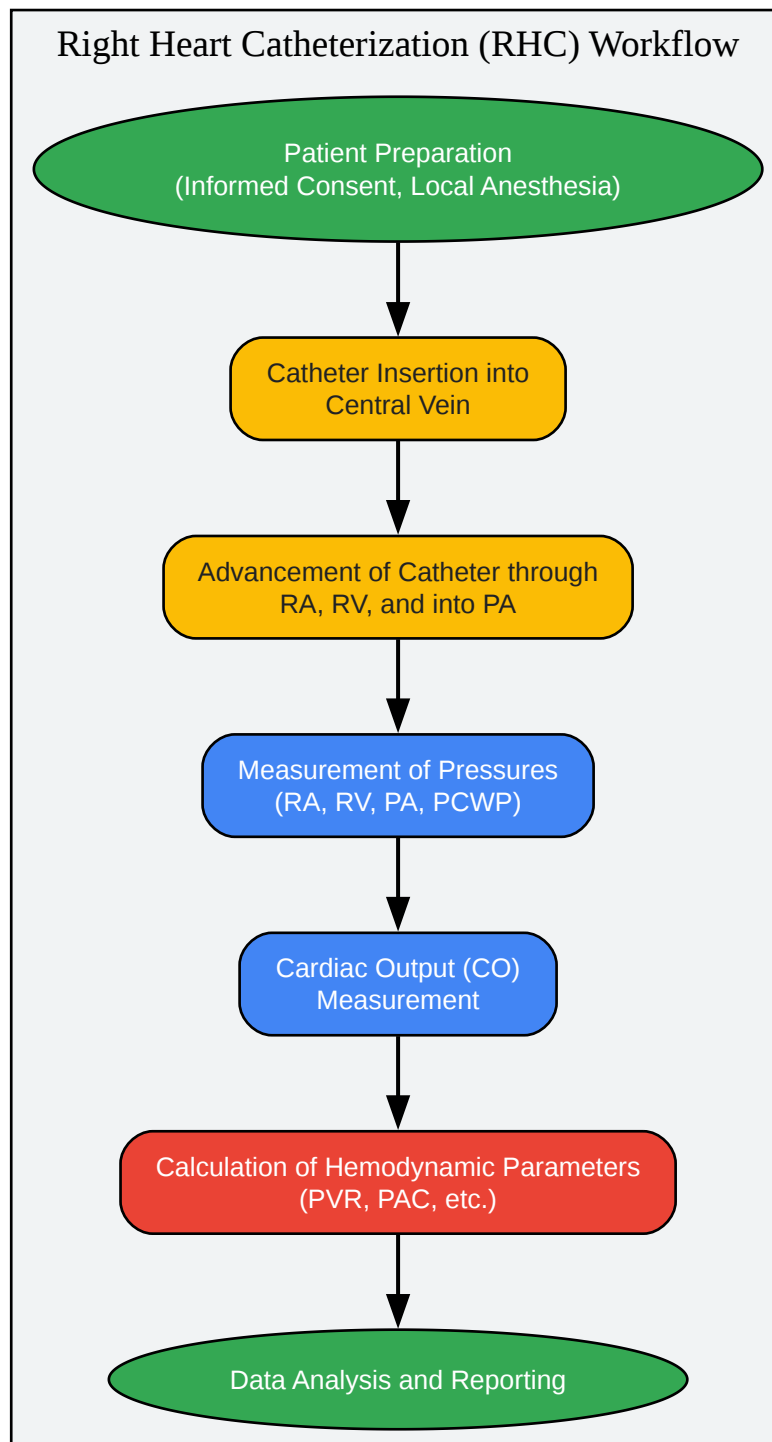 Right Heart Catheterization (RHC) Workflow
Patient Preparation
(Informed Consent, Local Anesthesia)
Catheter Insertion into
Central Vein
Advancement of Catheter through
RA, RV, and into PA
Measurement of Pressures
(RA, RV, PA, PCWP)
Cardiac Output (CO)
Measurement
Calculation of Hemodynamic Parameters
(PVR, PAC, etc.)
Data Analysis and Reporting